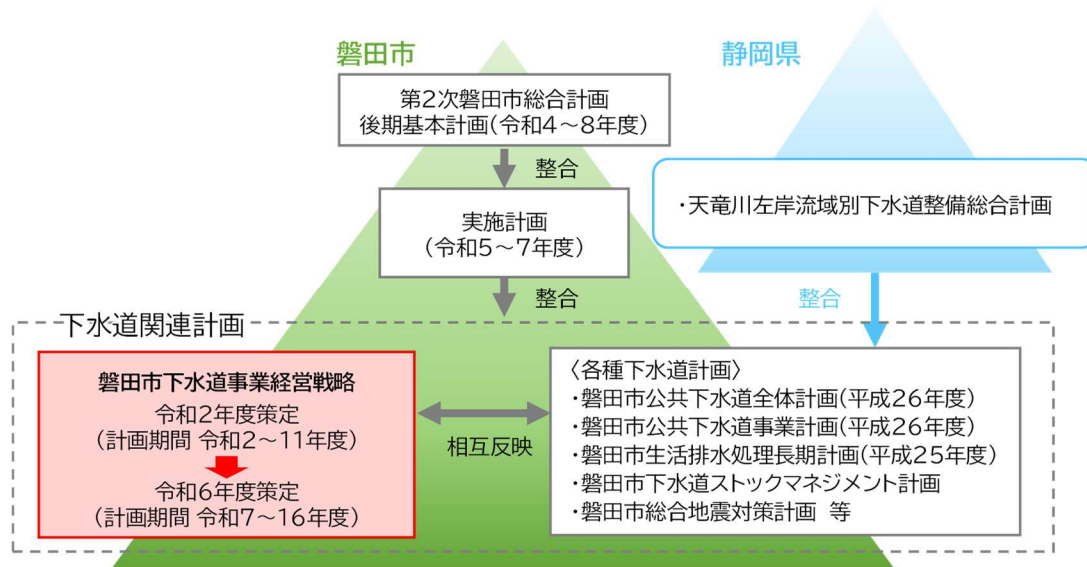 磐田市
静岡県
第2次磐田市総合計画
後期基本計画(令和4～8年度)
整合
・天竜川左岸流域別下水道整備総合計画
実施計画
(令和5～7年度)
整合
整合
下水道関連計画
磐田市下水道事業経営戦略
令和2年度策定
(計画期間 令和2～11年度)
令和6年度策定
(計画期間 令和7～16年度)
相互反映
〈各種下水道計画〉
・磐田市公共下水道全体計画(平成26年度)
・磐田市公共下水道事業計画(平成26年度)
・磐田市生活排水処理長期計画(平成25年度)
・磐田市下水道ストックマネジメント計画
・磐田市総合地震対策計画 等